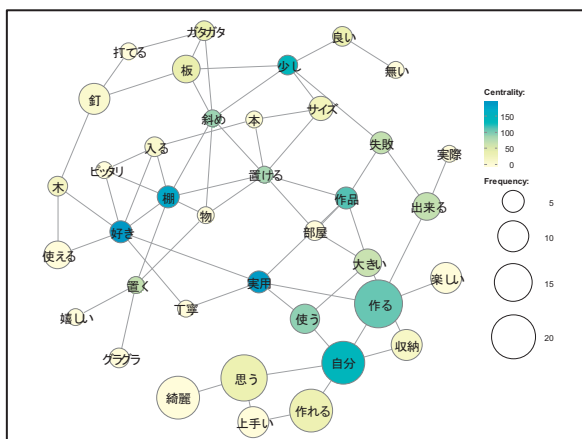 ガタガタ
打てる
良い
板
少し
無い
釘
サイズ
斜め
本
入る
失敗
ピッタリ
置ける
実際
木
棚
作品
物
出来る
好き
部屋
使える
大きい
実用
楽しい
置く
作る
嬉しい
丁寧
使う
グラグラ
収納
自分
思う
綺麗
作れる
上手い
Centrality:
150
100
50
0
Frequency:
5
10
15
20